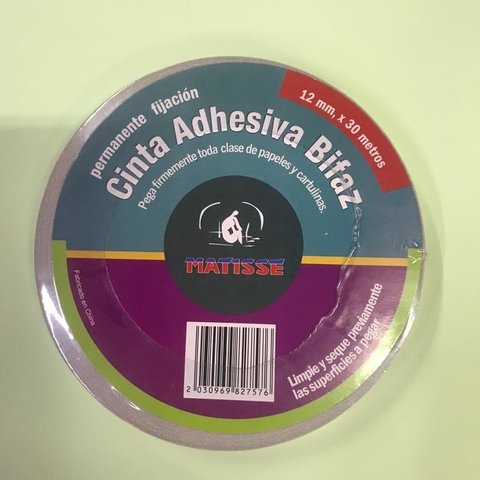 12 mm, x 30 metros
permanente fijación
Cinta Adhesiva Bifaz
Pega firmemente toda clase de papeles y cartulinas.
MATISSE
Fabricado en China
Limpie y seque previamente
las superficies a pegar
2 030969 827576